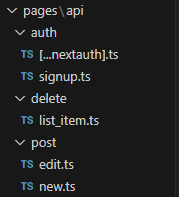 pages\api
auth
TS [...nextauth].ts
TS signup.ts
delete
TS list_item.ts
post
TS edit.ts
TS new.ts